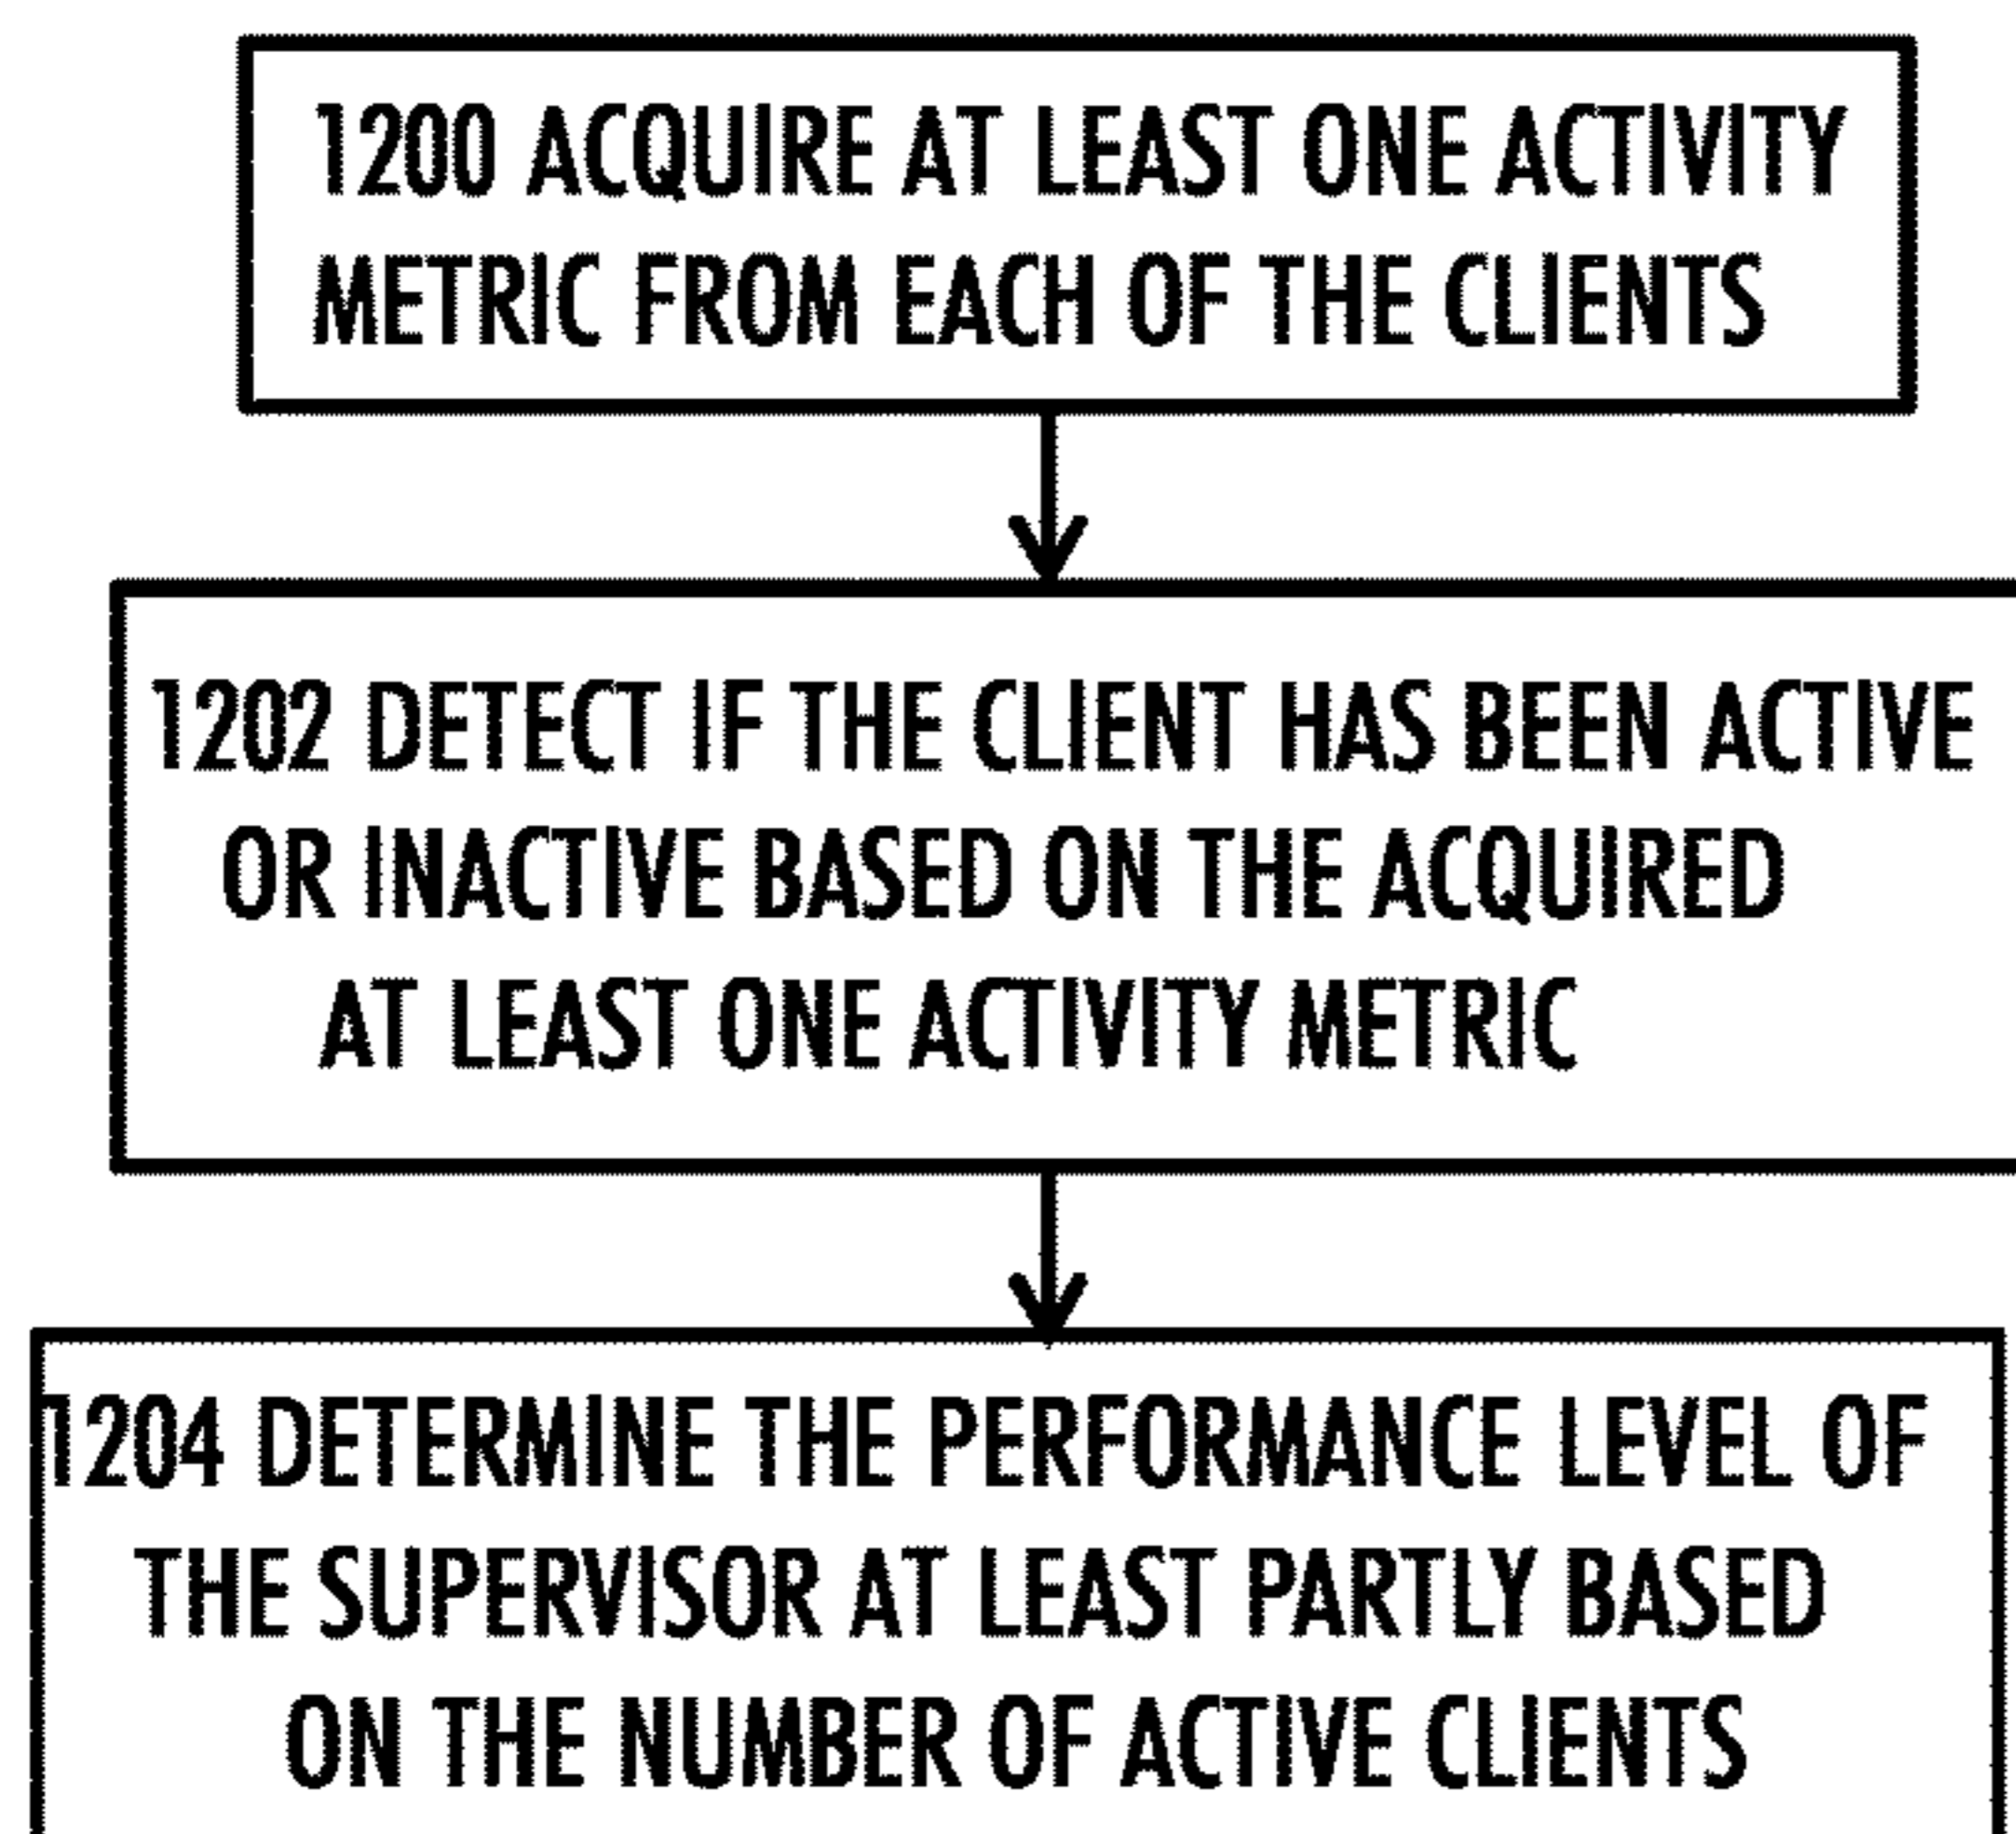 1200 ACQUIRE AT LEAST ONE ACTIVITY
METRIC FROM EACH OF THE CLIENTS
1202 DETECT IF THE CLIENT HAS BEEN ACTIVE
OR INACTIVE BASED ON THE ACQUIRED
AT LEAST ONE ACTIVITY METRIC
1204 DETERMINE THE PERFORMANCE LEVEL OF
THE SUPERVISOR AT LEAST PARTLY BASED
ON THE NUMBER OF ACTIVE CLIENTS